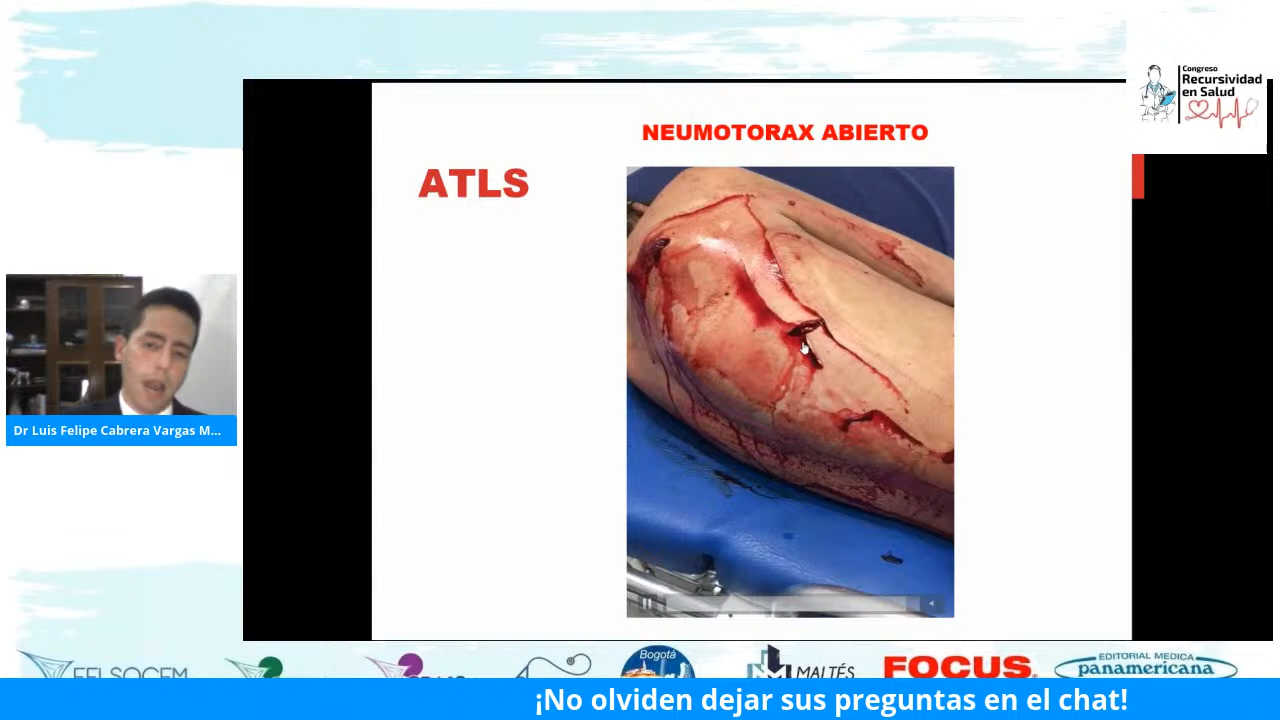 Congreso
Recursividad
en Salud
NEUMOTORAX ABIERTO
ATLS
Dr Luis Felipe Cabrera Vargas M...
Bogotá
MALTÉS
FOCUS
EDITORIAL MEDICA
panamericana
¡No olviden dejar sus preguntas en el chat!